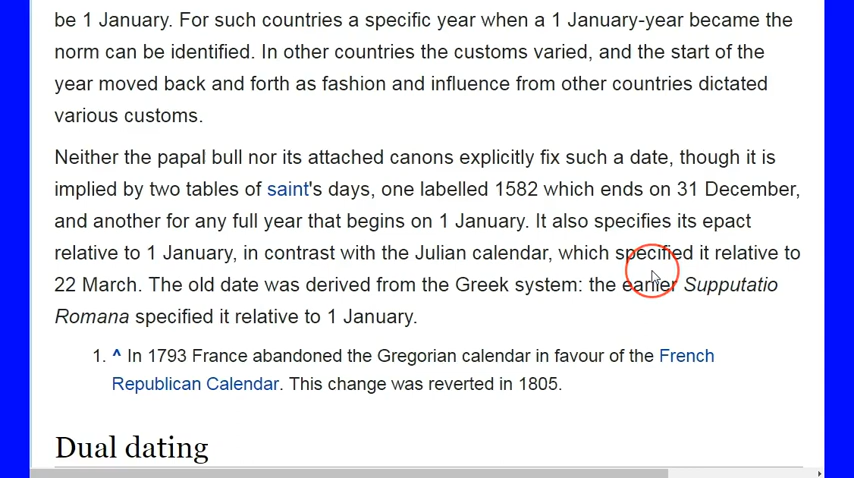 be 1 January. For such countries a specific year when a 1 January-year became the
norm can be identified. In other countries the customs varied, and the start of the
year moved back and forth as fashion and influence from other countries dictated
various customs.
Neither the papal bull nor its attached canons explicitly fix such a date, though it is
implied by two tables of saint's days, one labelled 1582 which ends on 31 December,
and another for any full year that begins on 1 January. It also specifies its epact
relative to 1 January, in contrast with the Julian calendar, which specified it relative to
22 March. The old date was derived from the Greek system: the earlier Supputatio
Romana specified it relative to 1 January.
1. ^ In 1793 France abandoned the Gregorian calendar in favour of the French
Republican Calendar. This change was reverted in 1805.
Dual dating